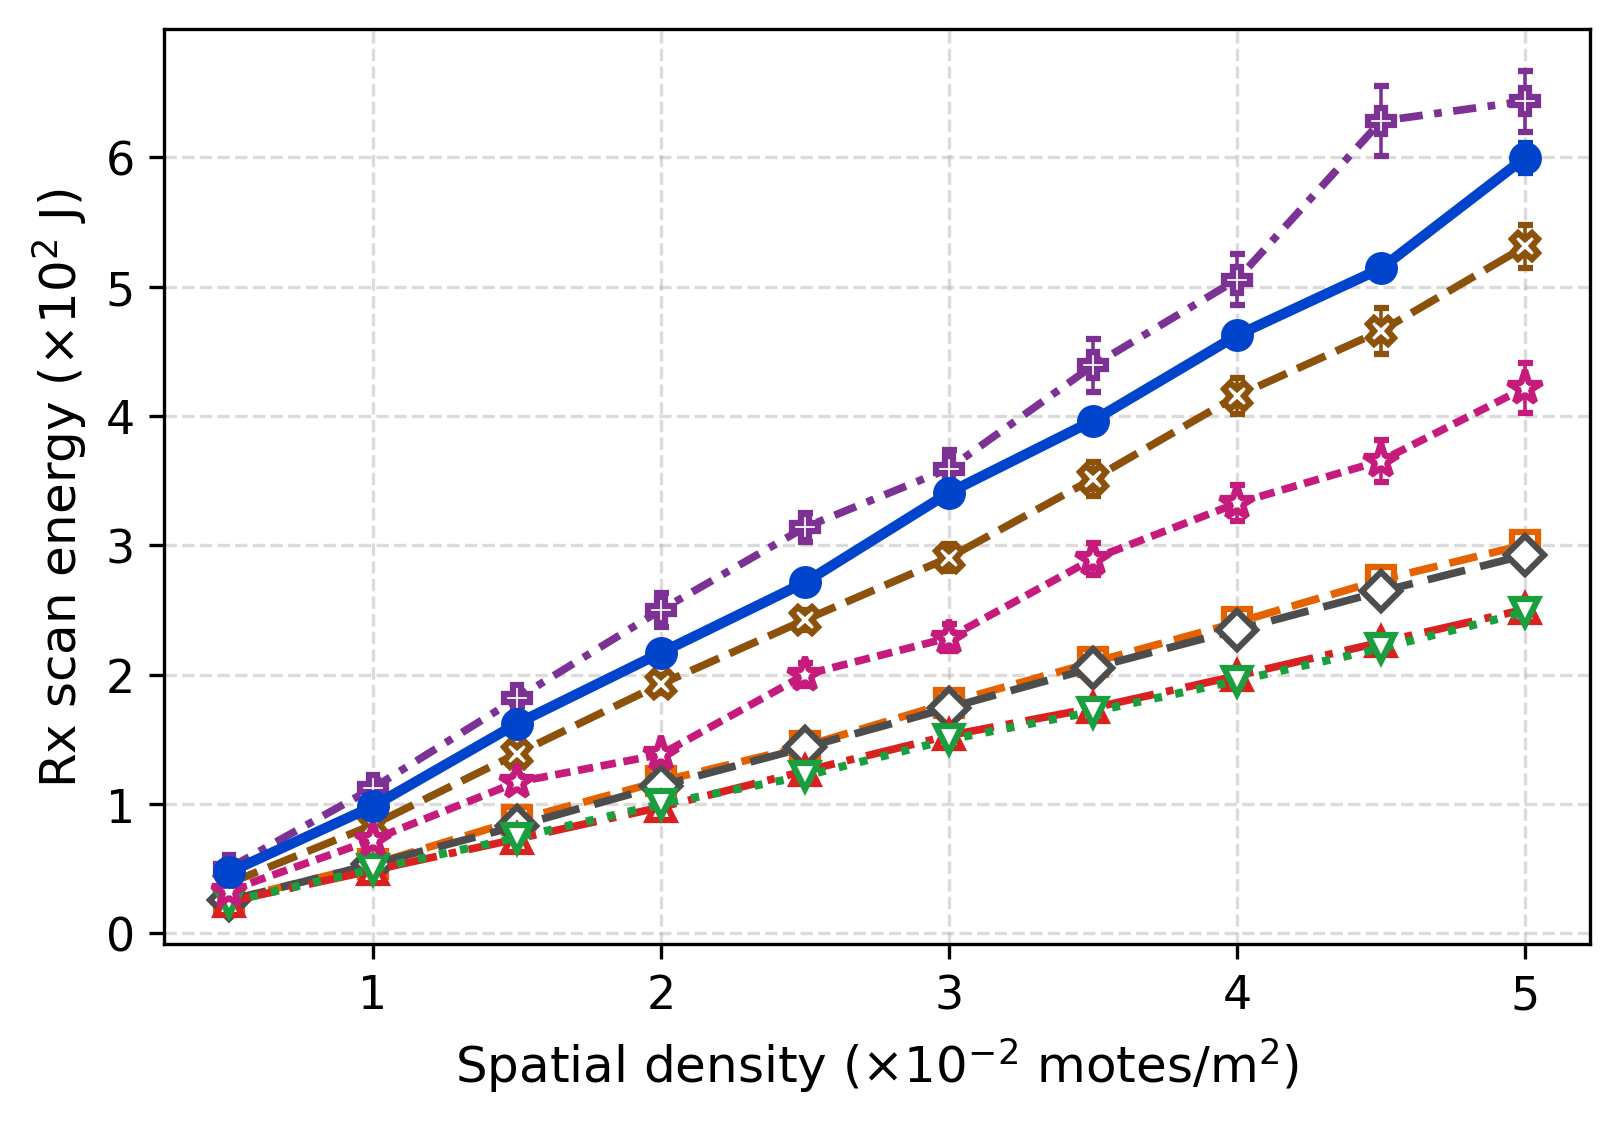 Rx scan energy (×10² J)
6
5
4
3
2
1
0
1 2 3 4 5
Spatial density (×10⁻² motes/m²)